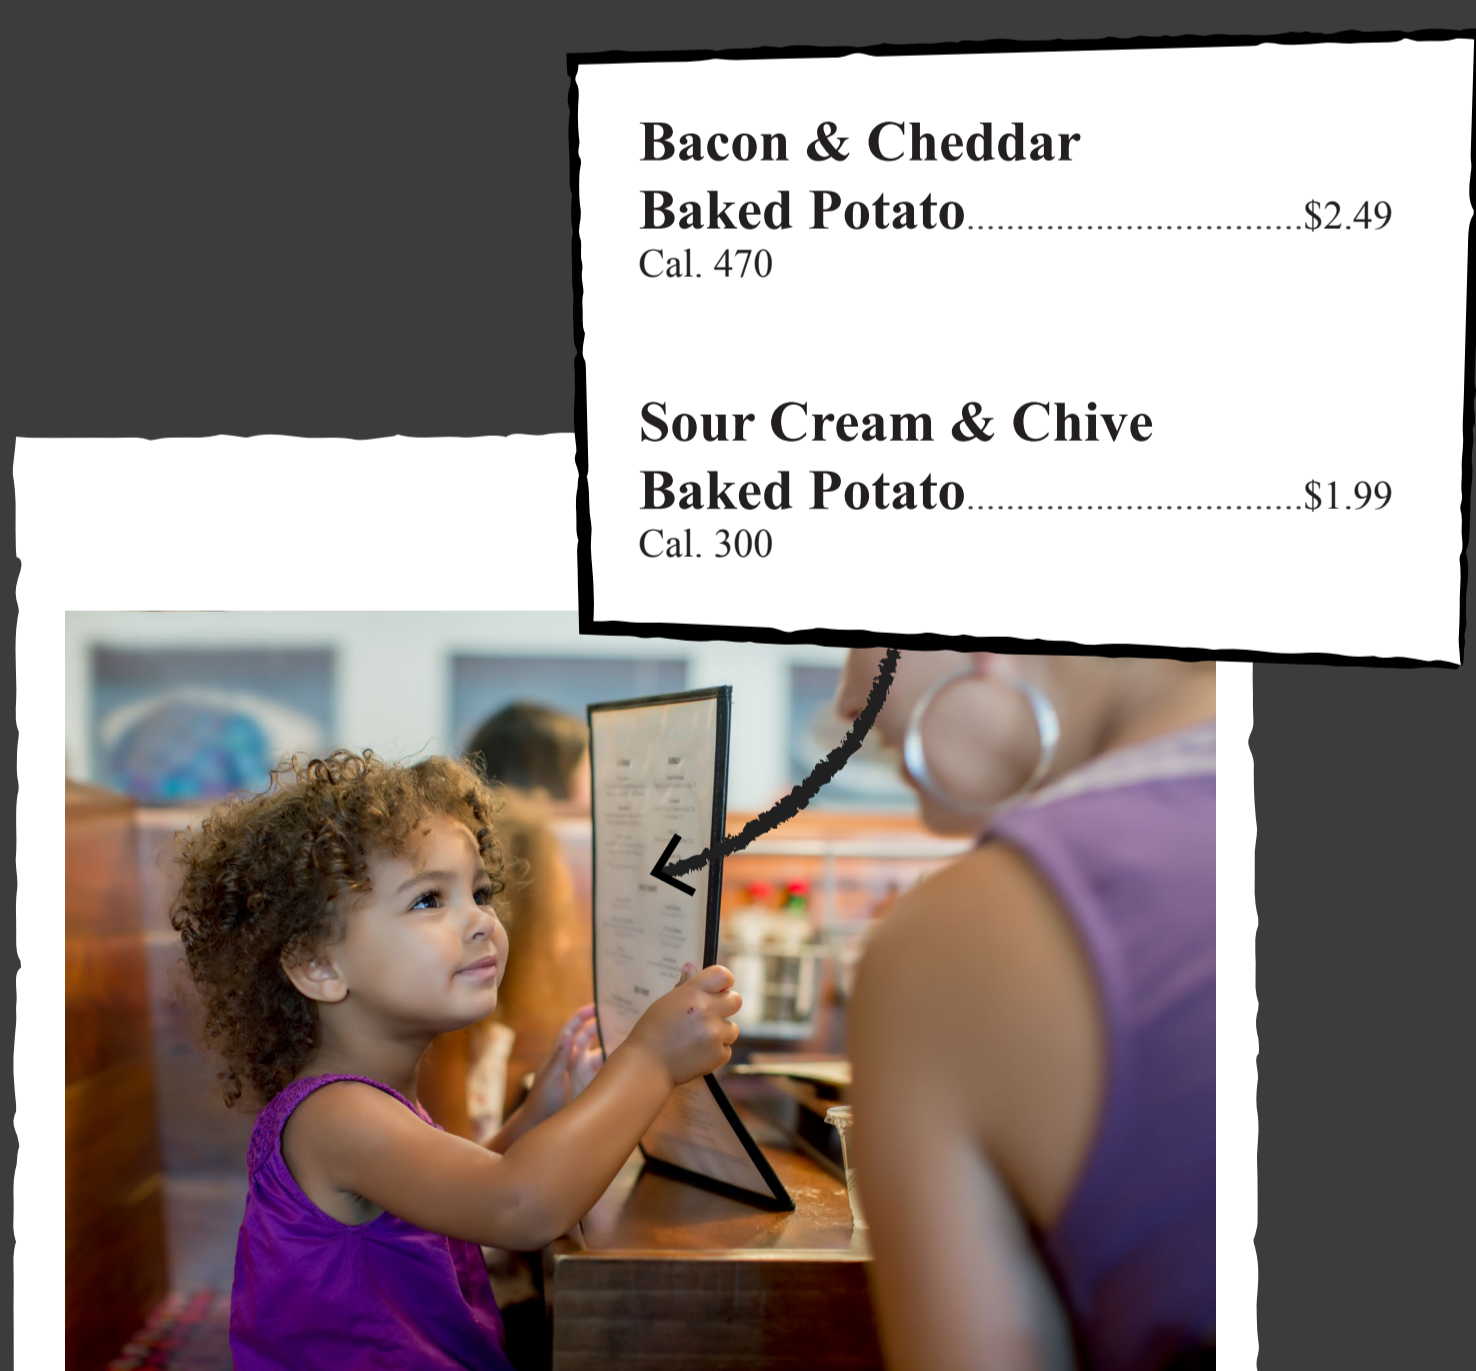 Bacon & Cheddar
Baked Potato..................................$2.49
Cal. 470
Sour Cream & Chive
Baked Potato..................................$1.99
Cal. 300